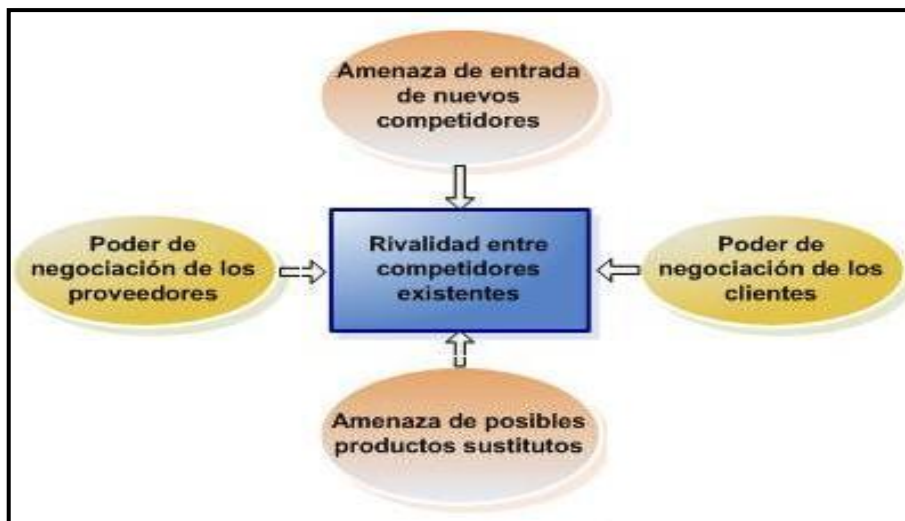 Amenaza de entrada
de nuevos
competidores
Poder de
negociación de los
proveedores
Rivalidad entre
competidores
existentes
Poder de
negociación de los
clientes
Amenaza de posibles
productos sustitutos